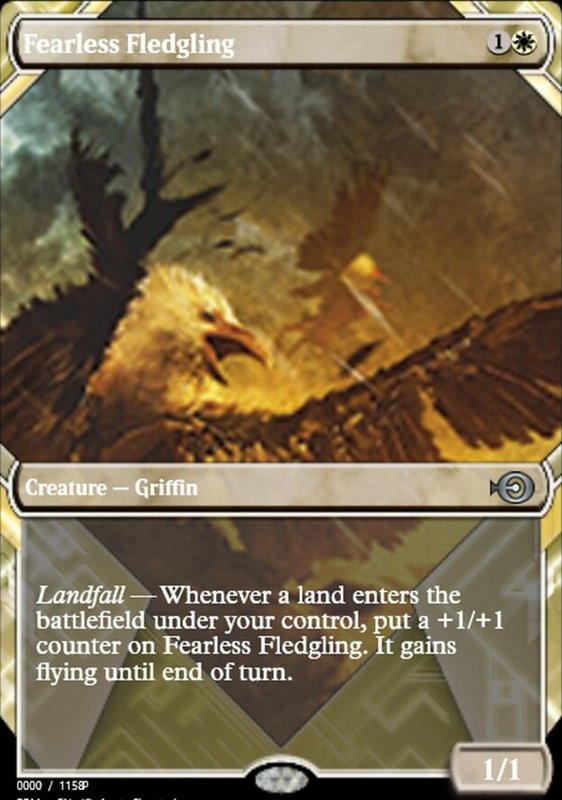 Fearless Fledgling 1
Creature — Griffin
Landfall — Whenever a land enters the
battlefield under your control, put a +1/+1
counter on Fearless Fledgling. It gains
flying until end of turn.
1/1
0000 / 1158P